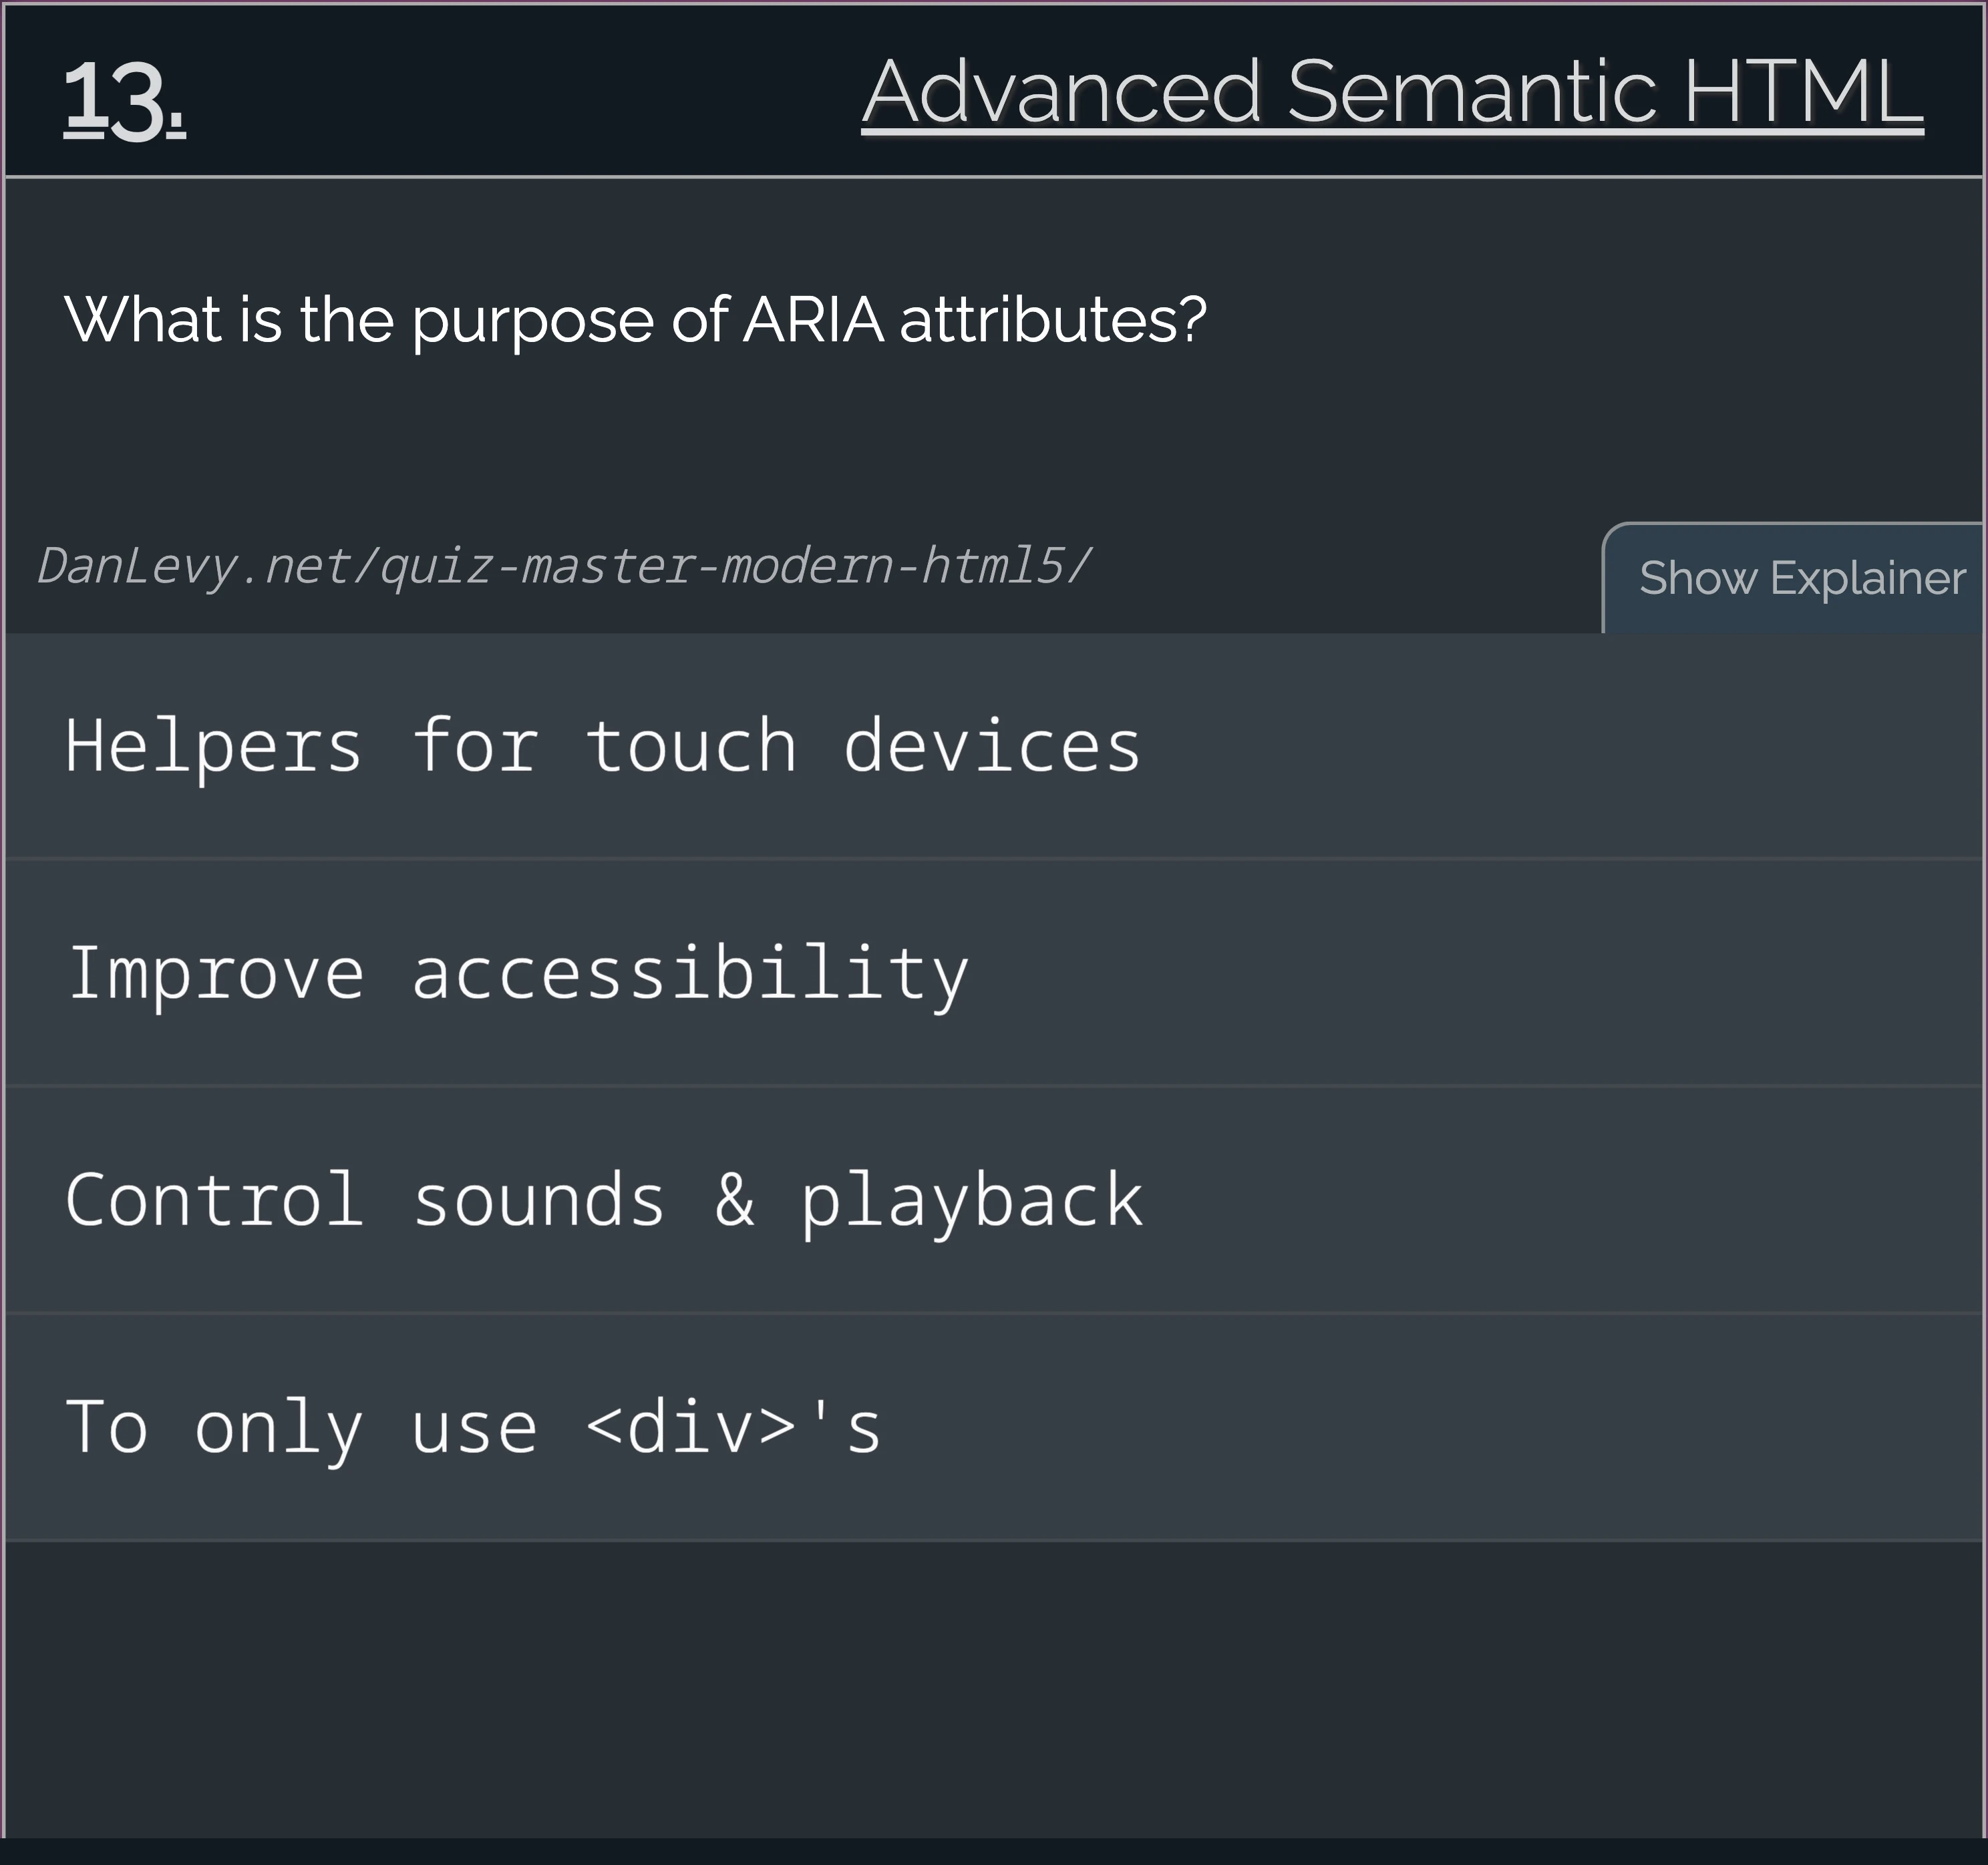 13.
Advanced Semantic HTML
What is the purpose of ARIA attributes?
DanLevy.net/quiz-master-modern-html5/
Show Explainer
Helpers for touch devices
Improve accessibility
Control sounds & playback
To only use <div>'s